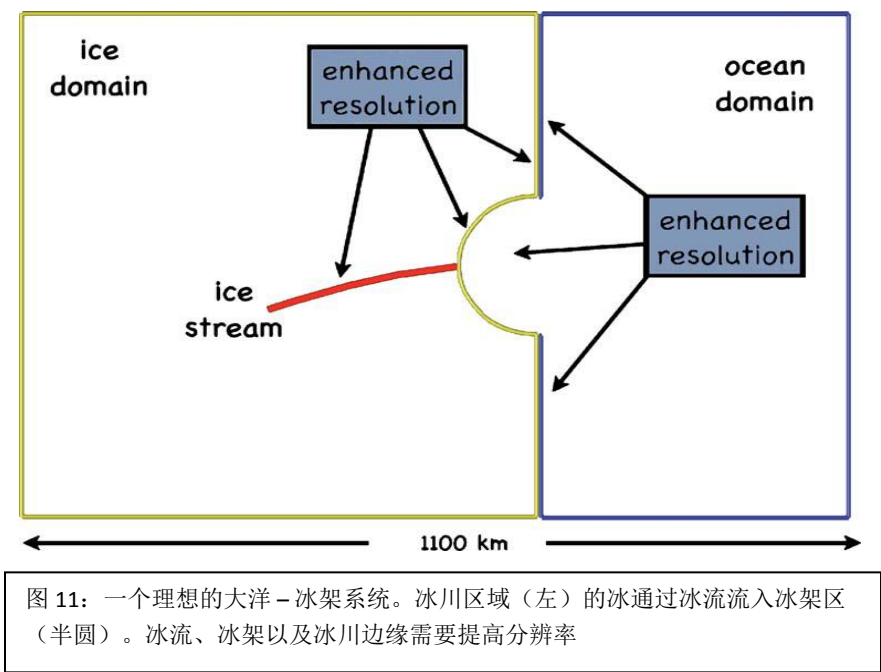 ice
domain
enhanced
resolution
ocean
domain
enhanced
resolution
ice
stream
1100 km
图 11：一个理想的大洋 – 冰架系统。冰川区域（左）的冰通过冰流流入冰架区
（半圆）。冰流、冰架以及冰川边缘需要提高分辨率